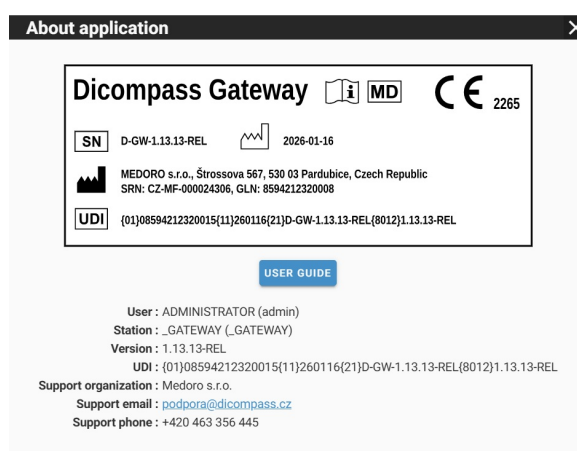 About application
Dicompass Gateway MD CE 2265
SN D-GW-1.13.13-REL 2026-01-16
MEDORO s.r.o., Štrossova 567, 530 03 Pardubice, Czech Republic
SRN: CZ-MF-000024306, GLN: 8594212320008
UDI {01}08594212320015{11}260116{21}D-GW-1.13.13-REL{8012}1.13.13-REL
USER GUIDE
User : ADMINISTRATOR (admin)
Station : _GATEWAY (_GATEWAY)
Version : 1.13.13-REL
UDI : {01}08594212320015{11}260116{21}D-GW-1.13.13-REL{8012}1.13.13-REL
Support organization : Medoro s.r.o.
Support email : podpora@dicompass.cz
Support phone : +420 463 356 445